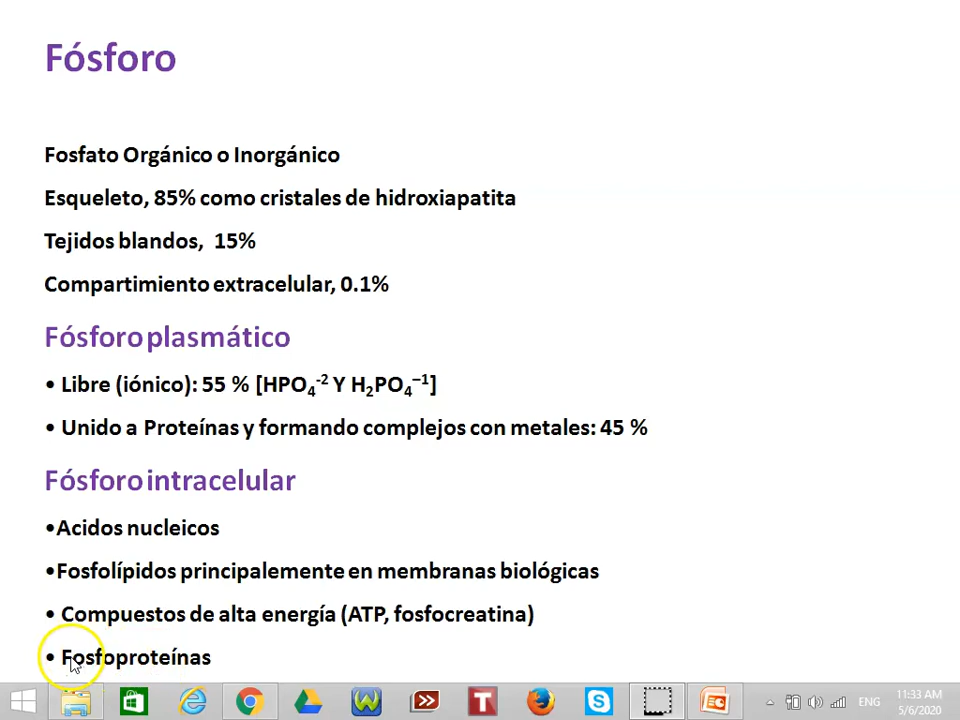 Fósforo
Fosfato Orgánico o Inorgánico
Esqueleto, 85% como cristales de hidroxiapatita
Tejidos blandos, 15%
Compartimiento extracelular, 0.1%
Fósforo plasmático
• Libre (iónico): 55 % [HPO₄⁻² Y H₂PO₄⁻¹]
• Unido a Proteínas y formando complejos con metales: 45 %
Fósforo intracelular
•Acidos nucleicos
•Fosfolípidos principalemente en membranas biológicas
• Compuestos de alta energía (ATP, fosfocreatina)
• Fosfoproteínas
ENG
11:33 AM
5/6/2020